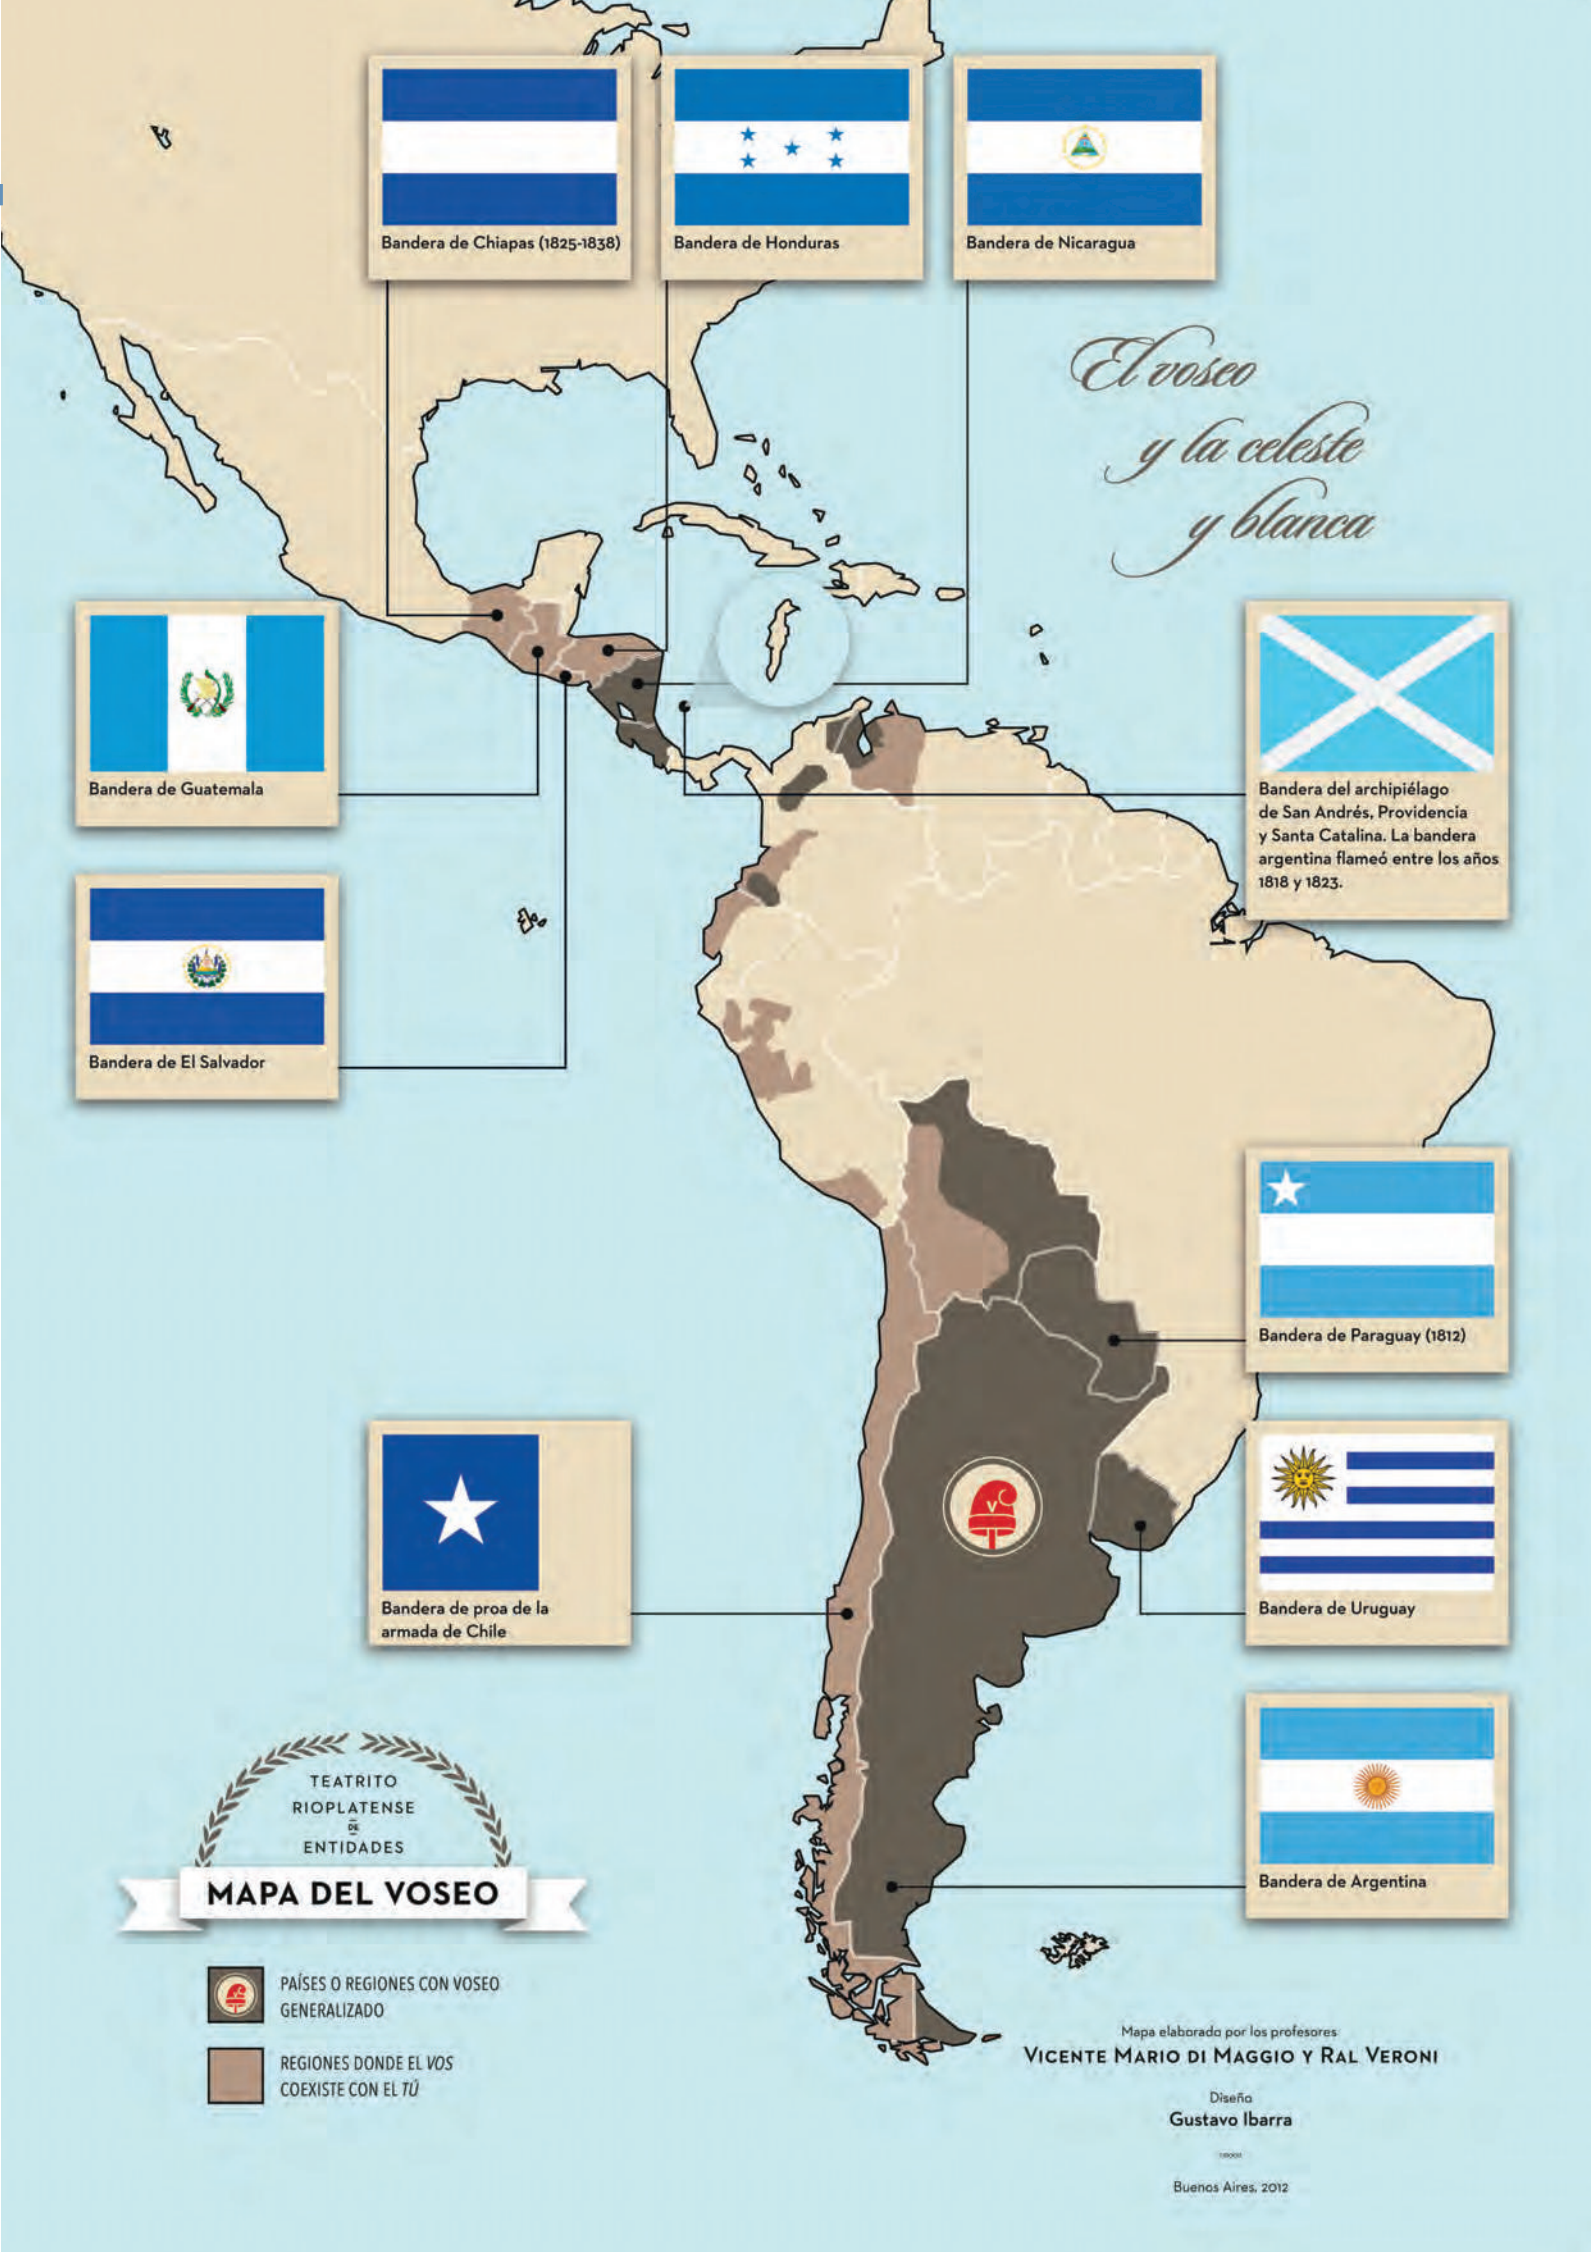 Bandera de Chiapas (1825-1838)
Bandera de Honduras
Bandera de Nicaragua
El voseo
y la celeste
y blanca
Bandera de Guatemala
Bandera del archipiélago
de San Andrés, Providencia
y Santa Catalina. La bandera
argentina flameó entre los años
1818 y 1823.
Bandera de El Salvador
Bandera de Paraguay (1812)
V
Bandera de proa de la
armada de Chile
Bandera de Uruguay
Bandera de Argentina
TEATRITO
RIOPLATENSE
DE
ENTIDADES
MAPA DEL VOSEO
PAÍSES O REGIONES CON VOSEO
GENERALIZADO
REGIONES DONDE EL VOS
COEXISTE CON EL TÚ
Mapa elaborado por los profesores
VICENTE MARIO DI MAGGIO Y RAL VERONI
Diseño
Gustavo Ibarra
Buenos Aires, 2012